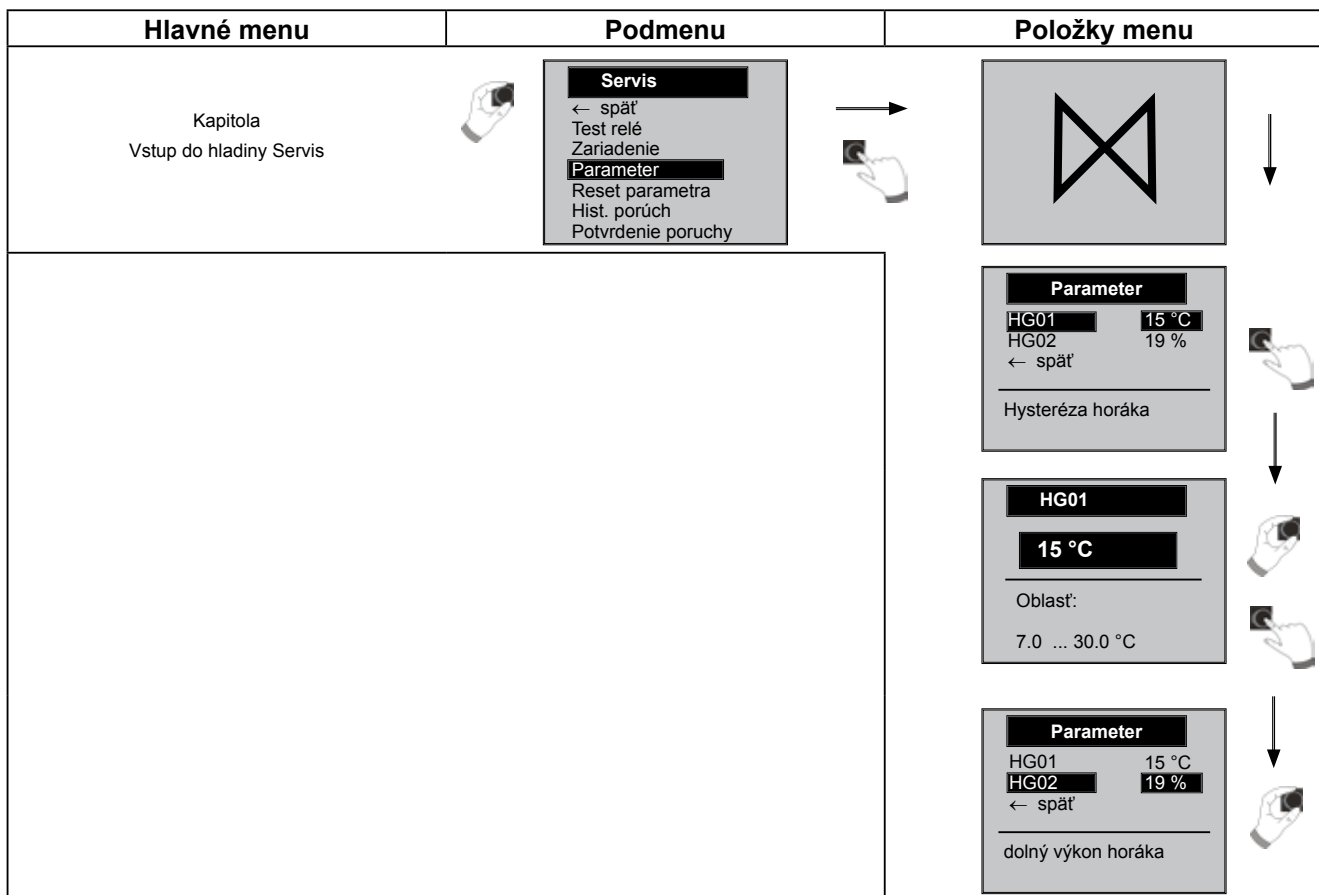 Hlavné menu
Podmenu
Položky menu
Kapitola
Vstup do hladiny Servis
Servis
← späť
Test relé
Zariadenie
Parameter
Reset parametra
Hist. porúch
Potvrdenie poruchy
Parameter
HG01 15 °C
HG02 19 %
← späť
Hysteréza horáka
HG01
15 °C
Oblasť:
7.0 ... 30.0 °C
Parameter
HG01 15 °C
HG02 19 %
← späť
dolný výkon horáka